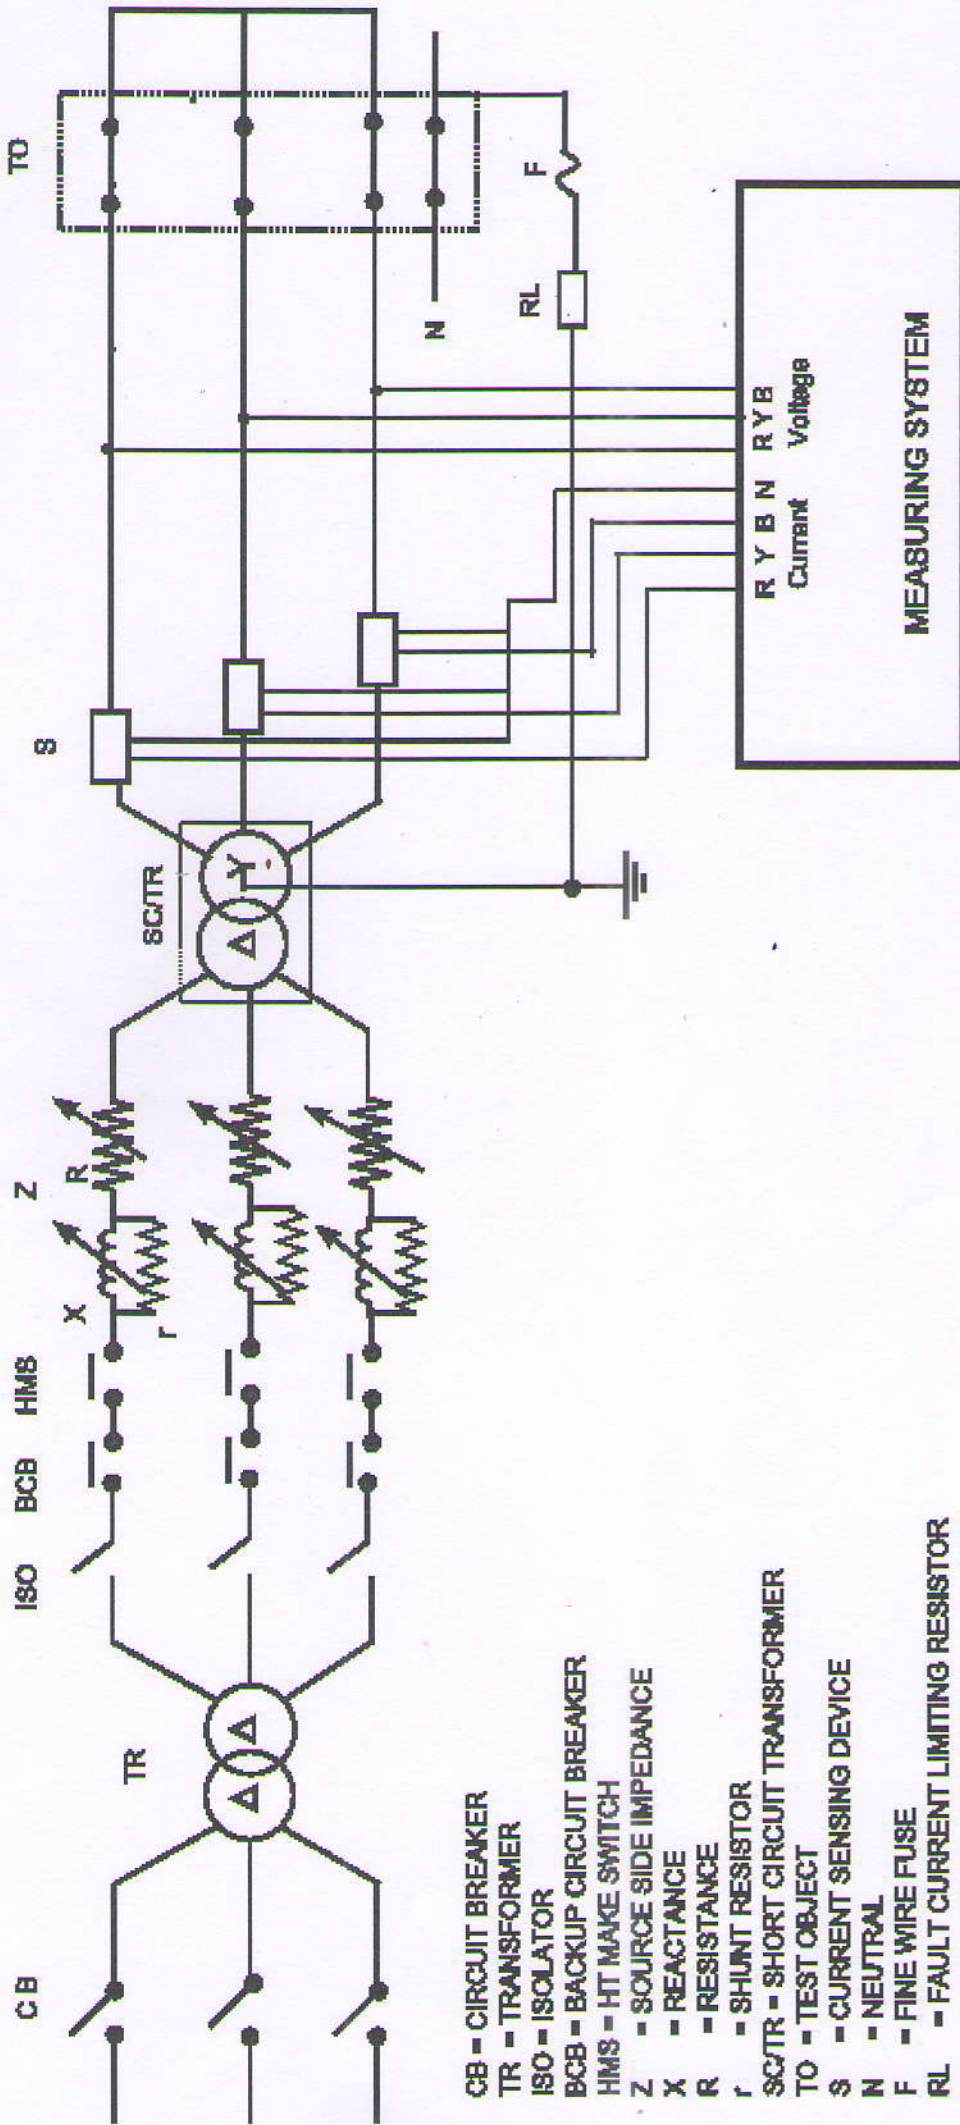 CB
TR
Δ Δ
ISO BCB HMS
Z
X R
r
SC/TR
Δ Y
S
TO
N
F
RL
R Y B N R Y B
Current Voltage
MEASURING SYSTEM
CB = CIRCUIT BREAKER
TR = TRANSFORMER
ISO = ISOLATOR
BCB = BACKUP CIRCUIT BREAKER
HMS = HT MAKE SWITCH
Z = SOURCE SIDE IMPEDANCE
X = REACTANCE
R = RESISTANCE
r = SHUNT RESISTOR
SC/TR = SHORT CIRCUIT TRANSFORMER
TO = TEST OBJECT
S = CURRENT SENSING DEVICE
N = NEUTRAL
F = FINE WIRE FUSE
RL = FAULT CURRENT LIMITING RESISTOR